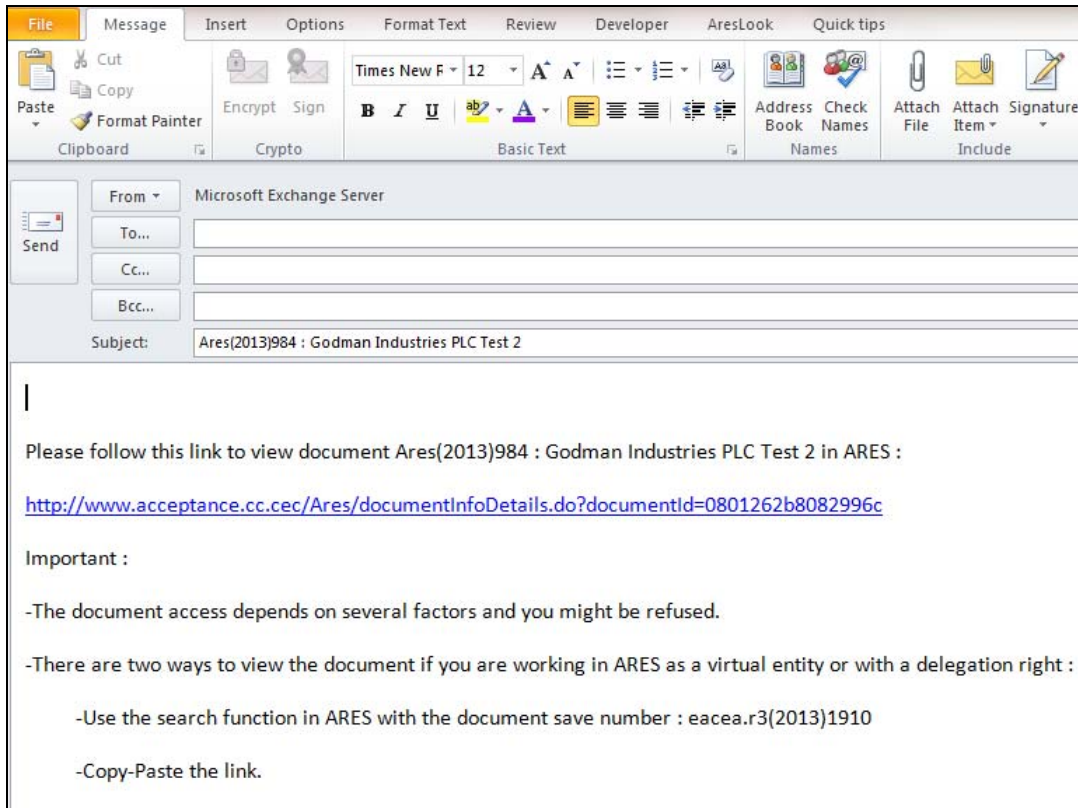 File Message Insert Options Format Text Review Developer AresLook Quick tips
Cut
Copy
Format Painter
Paste
Clipboard
Encrypt Sign
Crypto
Times New F 12
B I U
Basic Text
Address Book Check Names
Names
Attach File Attach Item Signature
Include
Send
From Microsoft Exchange Server
To...
Cc...
Bcc...
Subject: Ares(2013)984 : Godman Industries PLC Test 2
Please follow this link to view document Ares(2013)984 : Godman Industries PLC Test 2 in ARES :
http://www.acceptance.cc.cec/Ares/documentInfoDetails.do?documentId=0801262b8082996c
Important :
-The document access depends on several factors and you might be refused.
-There are two ways to view the document if you are working in ARES as a virtual entity or with a delegation right :
-Use the search function in ARES with the document save number : eacea.r3(2013)1910
-Copy-Paste the link.